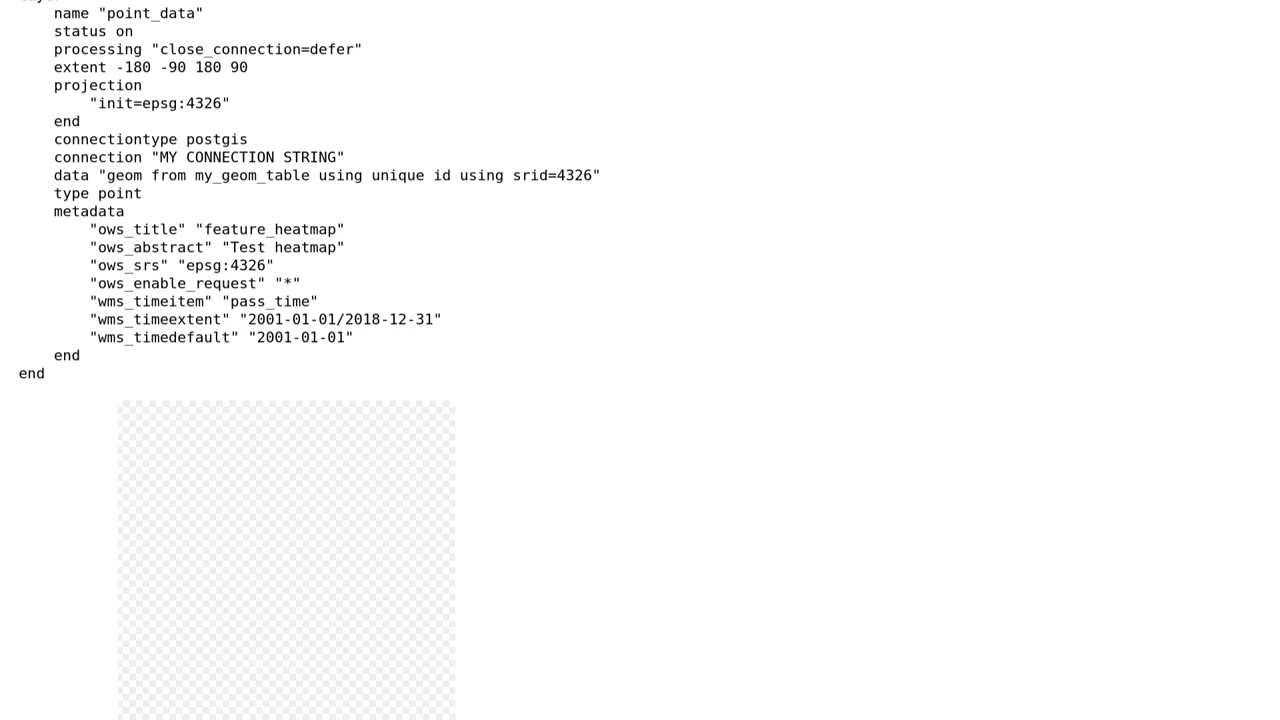 name "point_data"
status on
processing "close_connection=defer"
extent -180 -90 180 90
projection
"init=epsg:4326"
end
connectiontype postgis
connection "MY CONNECTION STRING"
data "geom from my_geom_table using unique id using srid=4326"
type point
metadata
"ows_title" "feature_heatmap"
"ows_abstract" "Test heatmap"
"ows_srs" "epsg:4326"
"ows_enable_request" "*"
"wms_timeitem" "pass_time"
"wms_timeextent" "2001-01-01/2018-12-31"
"wms_timedefault" "2001-01-01"
end
end